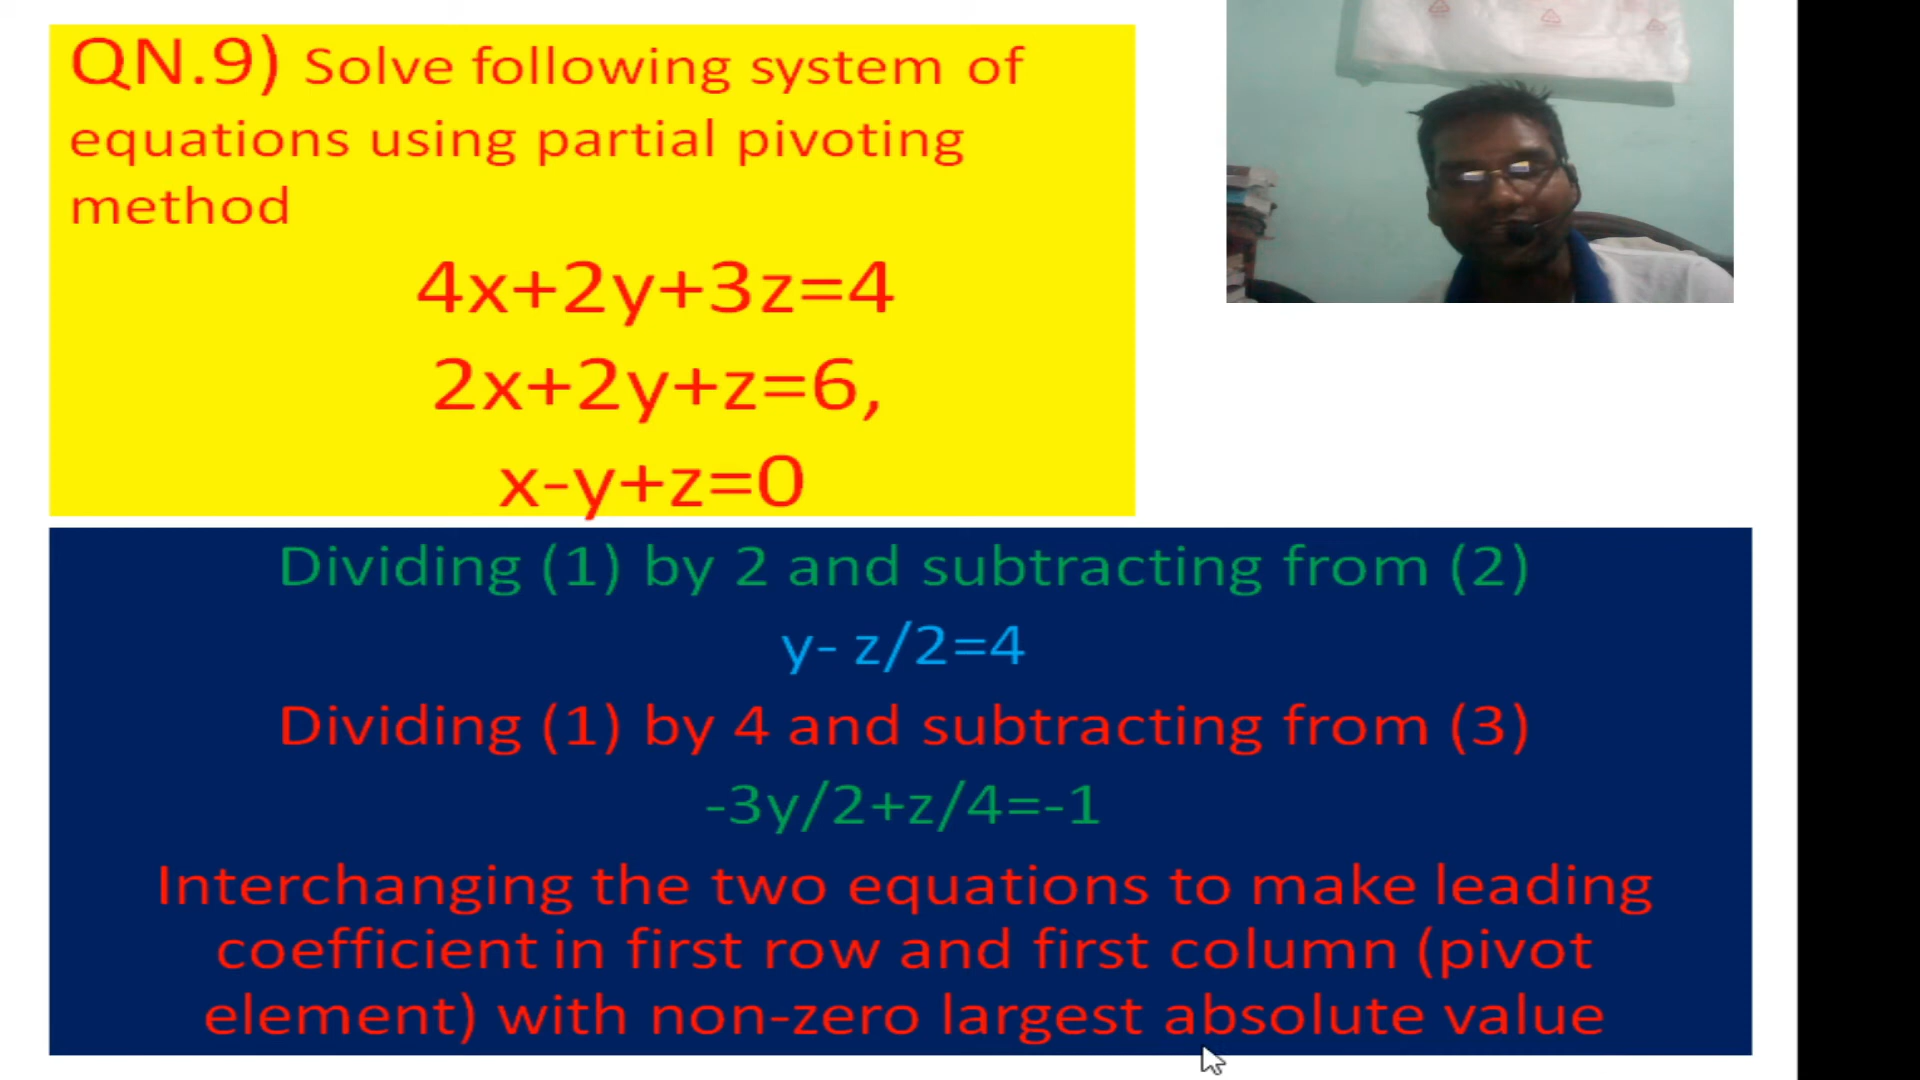 QN.9) Solve following system of
equations using partial pivoting
method
4x+2y+3z=4
2x+2y+z=6,
x-y+z=0
Dividing (1) by 2 and subtracting from (2)
y- z/2=4
Dividing (1) by 4 and subtracting from (3)
-3y/2+z/4=-1
Interchanging the two equations to make leading
coefficient in first row and first column (pivot
element) with non-zero largest absolute value